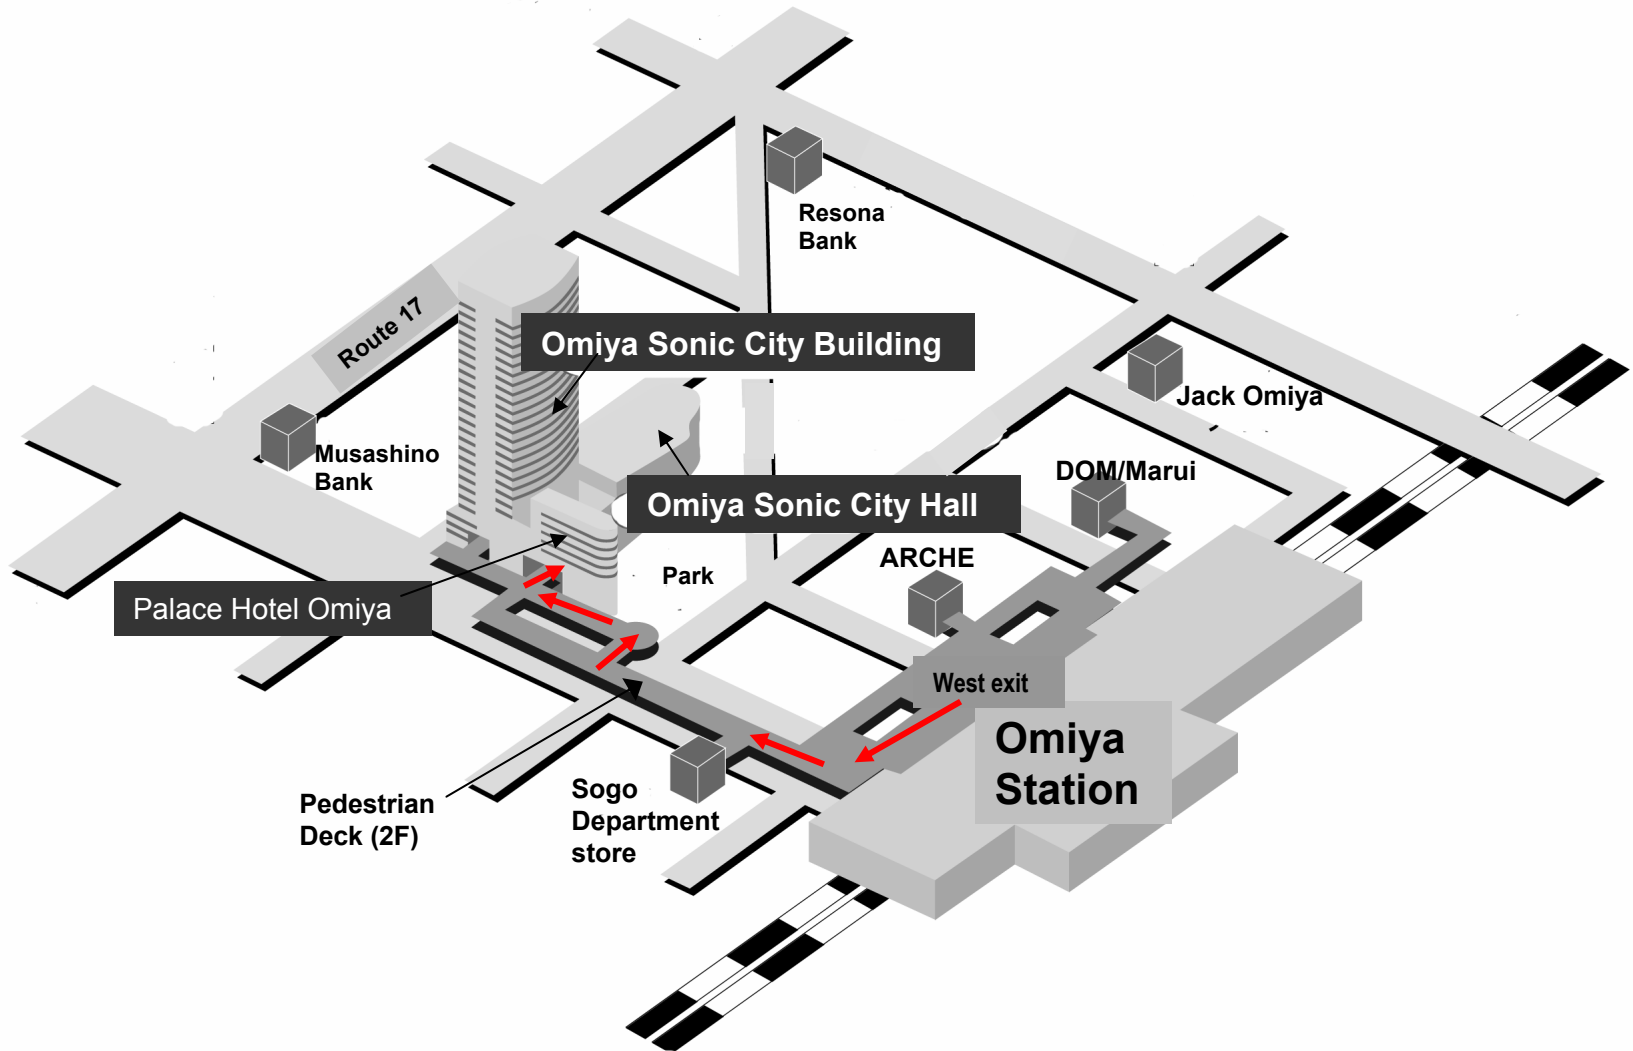 Resona
Bank
Route 17
Omiya Sonic City Building
Jack Omiya
Musashino
Bank
DOM/Marui
Omiya Sonic City Hall
ARCHE
Park
Palace Hotel Omiya
West exit
Omiya
Station
Pedestrian
Deck (2F)
Sogo
Department
store